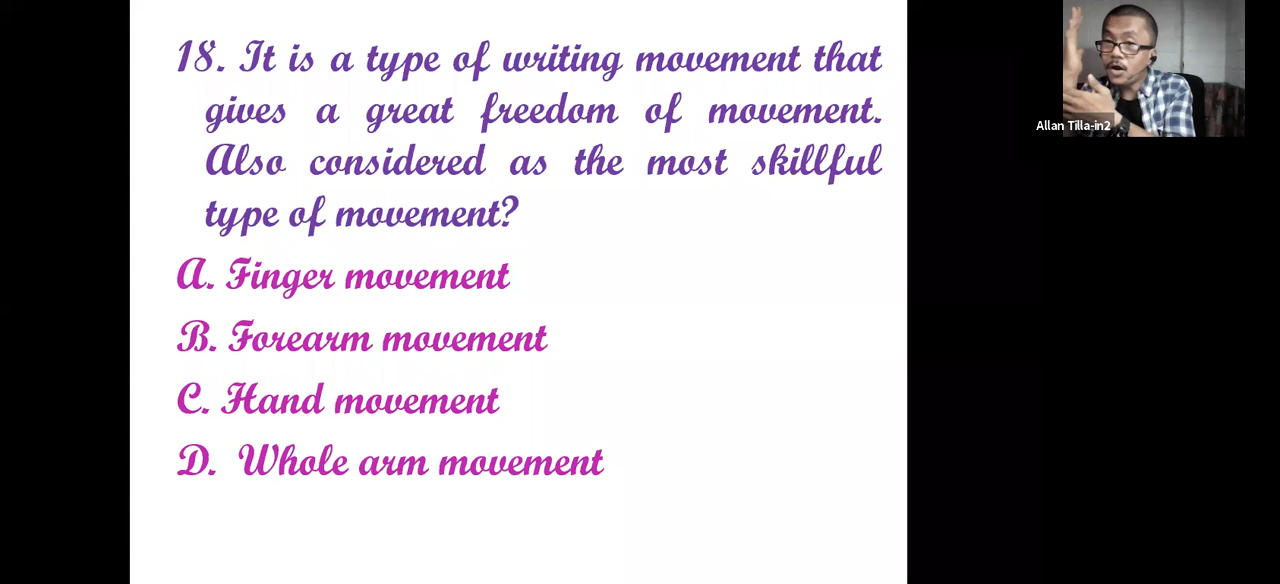 18. It is a type of writing movement that
gives a great freedom of movement.
Also considered as the most skillful
type of movement?
A. Finger movement
B. Forearm movement
C. Hand movement
D. Whole arm movement
Allan Tilla-in2